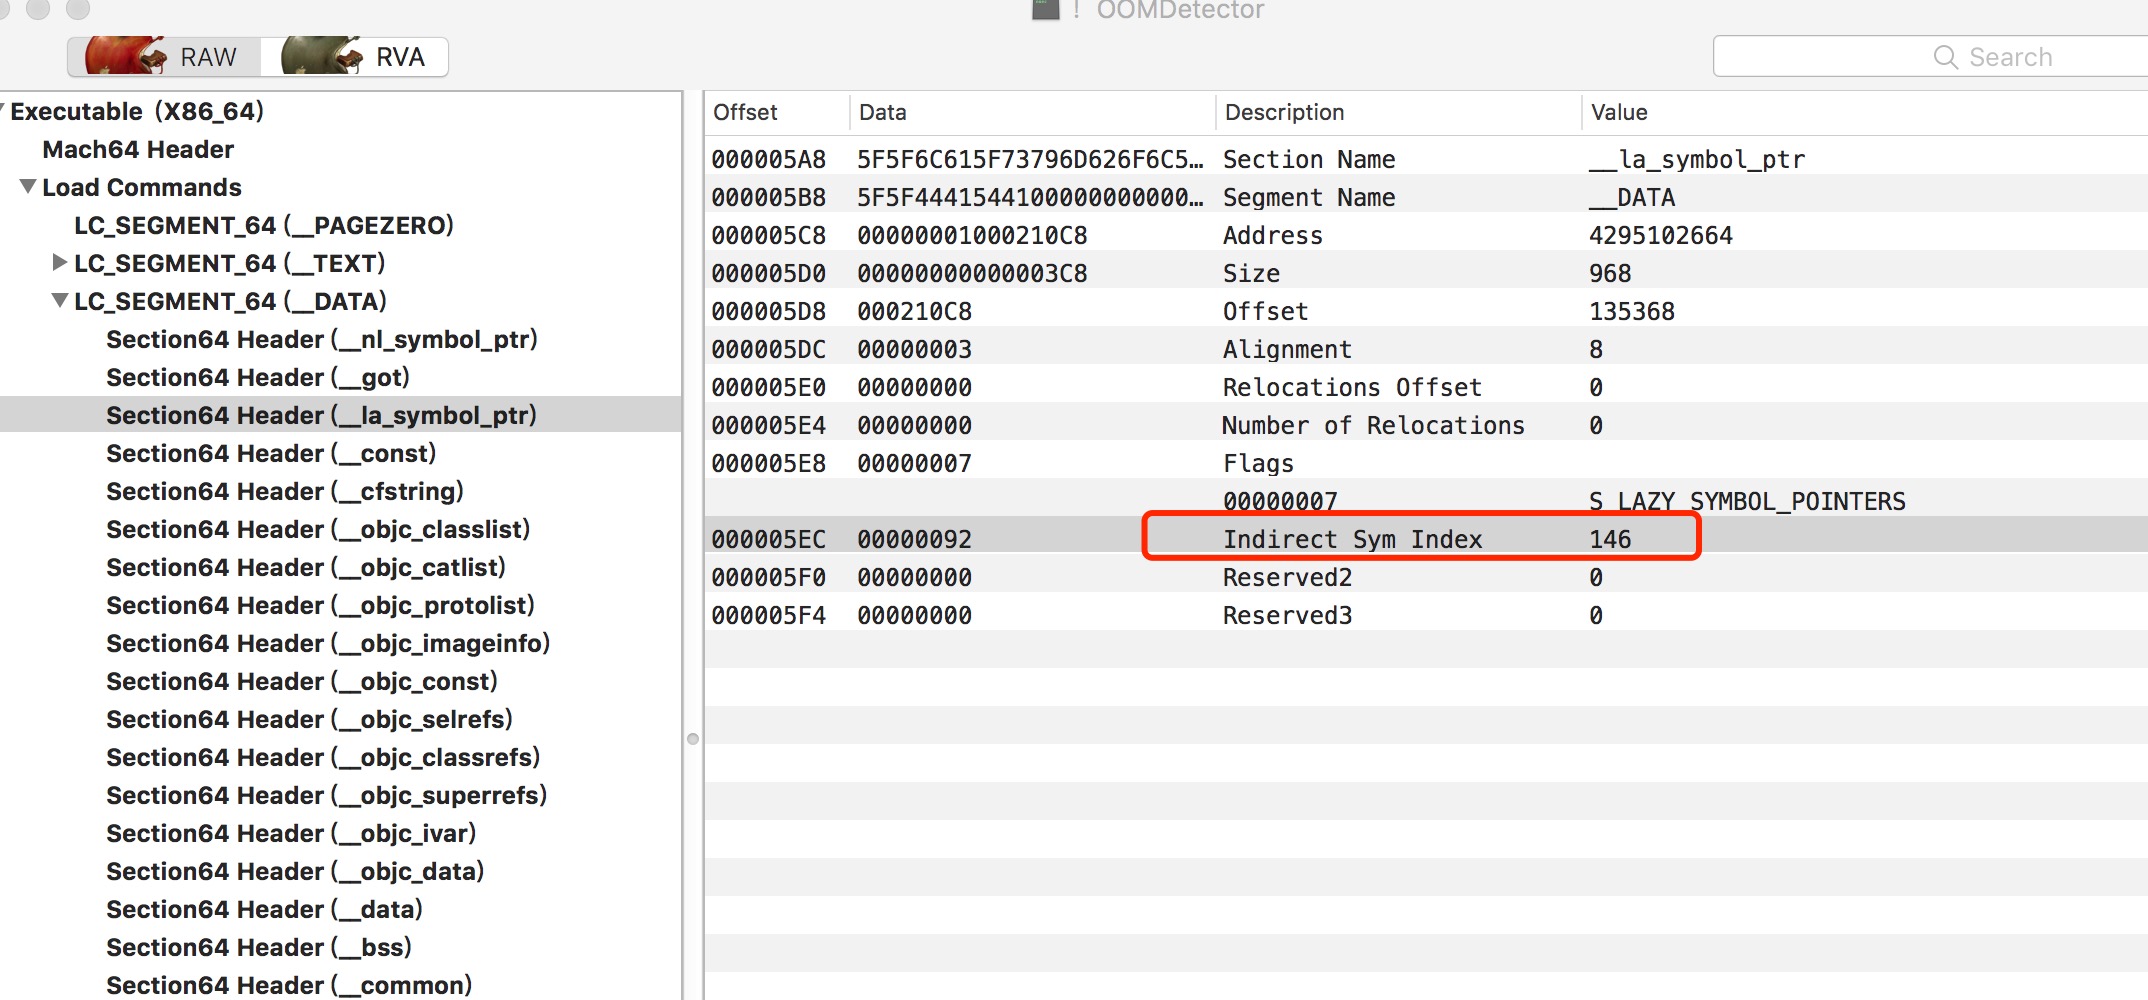 ! OOMDetector
RAW RVA Search
Executable (X86_64)
Mach64 Header
Load Commands
LC_SEGMENT_64 (__PAGEZERO)
LC_SEGMENT_64 (__TEXT)
LC_SEGMENT_64 (__DATA)
Section64 Header (__nl_symbol_ptr)
Section64 Header (__got)
Section64 Header (__la_symbol_ptr)
Section64 Header (__const)
Section64 Header (__cfstring)
Section64 Header (__objc_classlist)
Section64 Header (__objc_catlist)
Section64 Header (__objc_protolist)
Section64 Header (__objc_imageinfo)
Section64 Header (__objc_const)
Section64 Header (__objc_selrefs)
Section64 Header (__objc_classrefs)
Section64 Header (__objc_superrefs)
Section64 Header (__objc_ivar)
Section64 Header (__objc_data)
Section64 Header (__data)
Section64 Header (__bss)
Section64 Header (__common)
Offset Data Description Value
000005A8 5F5F6C615F73796D626F6C5… Section Name __la_symbol_ptr
000005B8 5F5F4441544100000000000… Segment Name __DATA
000005C8 00000001000210C8 Address 4295102664
000005D0 00000000000003C8 Size 968
000005D8 000210C8 Offset 135368
000005DC 00000003 Alignment 8
000005E0 00000000 Relocations Offset 0
000005E4 00000000 Number of Relocations 0
000005E8 00000007 Flags
00000007 S_LAZY_SYMBOL_POINTERS
000005EC 00000092 Indirect Sym Index 146
000005F0 00000000 Reserved2 0
000005F4 00000000 Reserved3 0